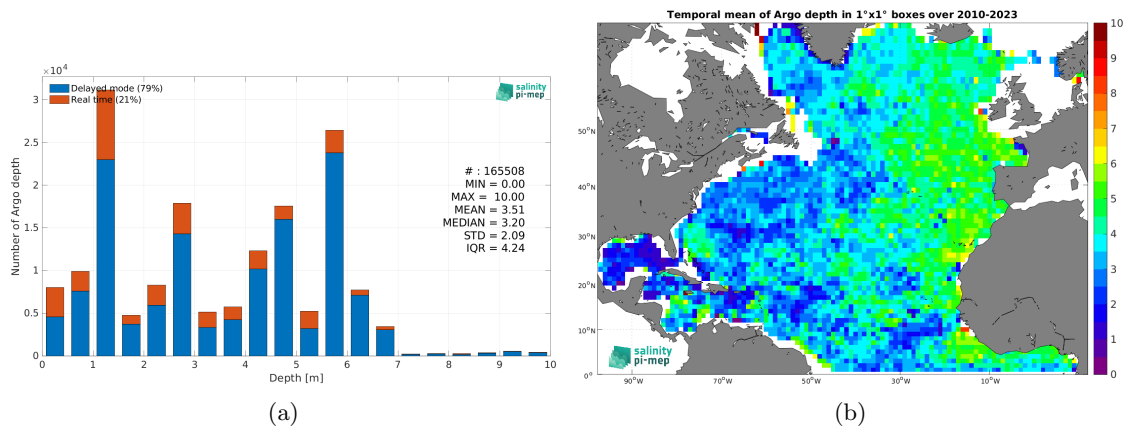 Temporal mean of Argo depth in 1°x1° boxes over 2010-2023
×10⁴
Delayed mode (79%)
Real time (21%)
salinity
pi-mep
# : 165508
MIN = 0.00
MAX = 10.00
MEAN = 3.51
MEDIAN = 3.20
STD = 2.09
IQR = 4.24
Number of Argo depth
3
2.5
2
1.5
1
0.5
0
0 1 2 3 4 5 6 7 8 9 10
Depth [m]
(a)
50°N
40°N
30°N
20°N
10°N
0°
90°W 70°W 50°W 30°W 10°W
salinity
pi-mep
10
9
8
7
6
5
4
3
2
1
0
(b)